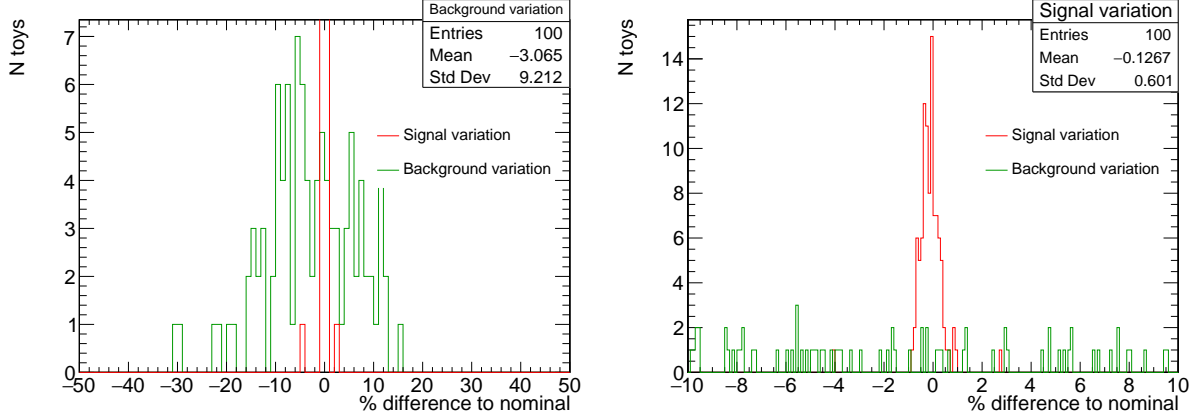 Background variation
Entries 100
Mean −3.065
Std Dev 9.212
N toys
7
6
5
4
3
2
1
0
Signal variation
Background variation
−50 −40 −30 −20 −10 0 10 20 30 40 50
% difference to nominal
Signal variation
Entries 100
Mean −0.1267
Std Dev 0.601
N toys
14
12
10
8
6
4
2
0
Signal variation
Background variation
−10 −8 −6 −4 −2 0 2 4 6 8 10
% difference to nominal